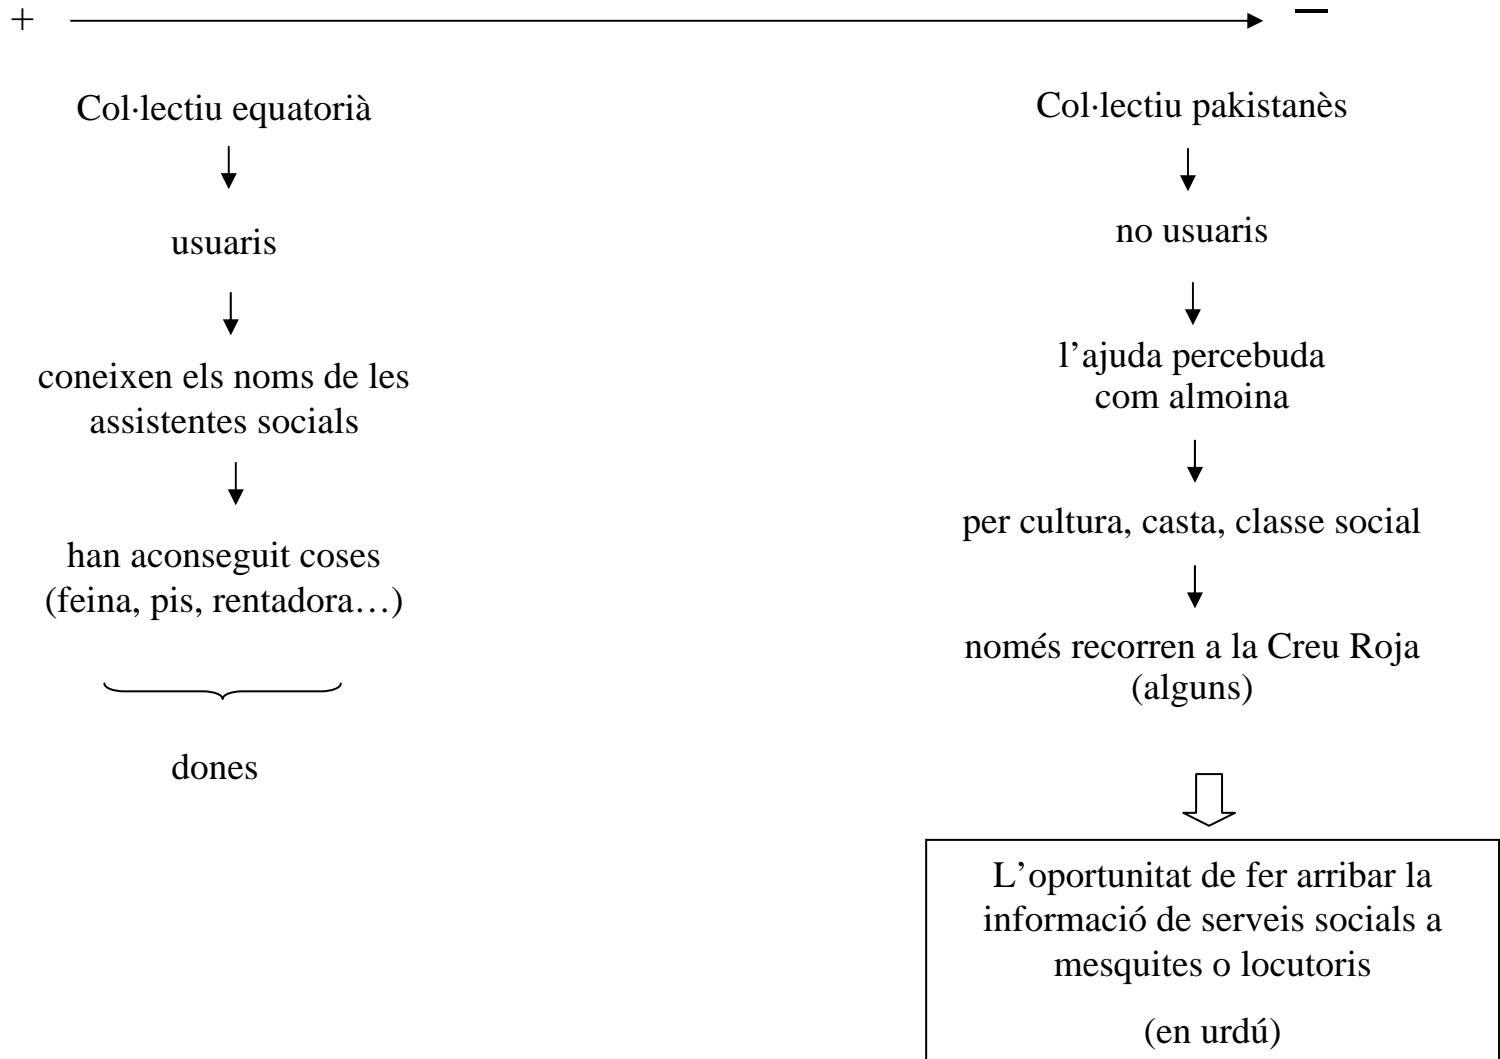 + —
Col·lectiu equatorià
usuaris
coneixen els noms de les
assistentes socials
han aconseguit coses
(feina, pis, rentadora…)
dones
Col·lectiu pakistanès
no usuaris
l’ajuda percebuda
com almoina
per cultura, casta, classe social
només recorren a la Creu Roja
(alguns)
L’oportunitat de fer arribar la
informació de serveis socials a
mesquites o locutoris
(en urdú)